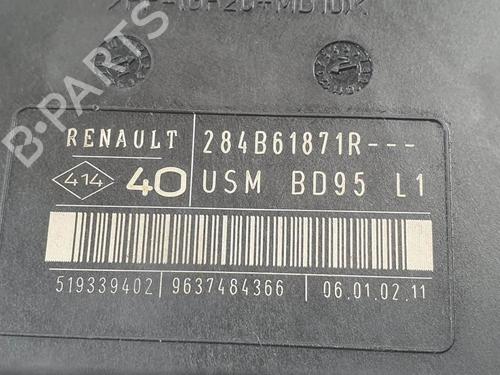 RENAULT 284B61871R---
414 40 USM BD95 L1
519339402 9637484366 06.01.02.11
B-PARTS